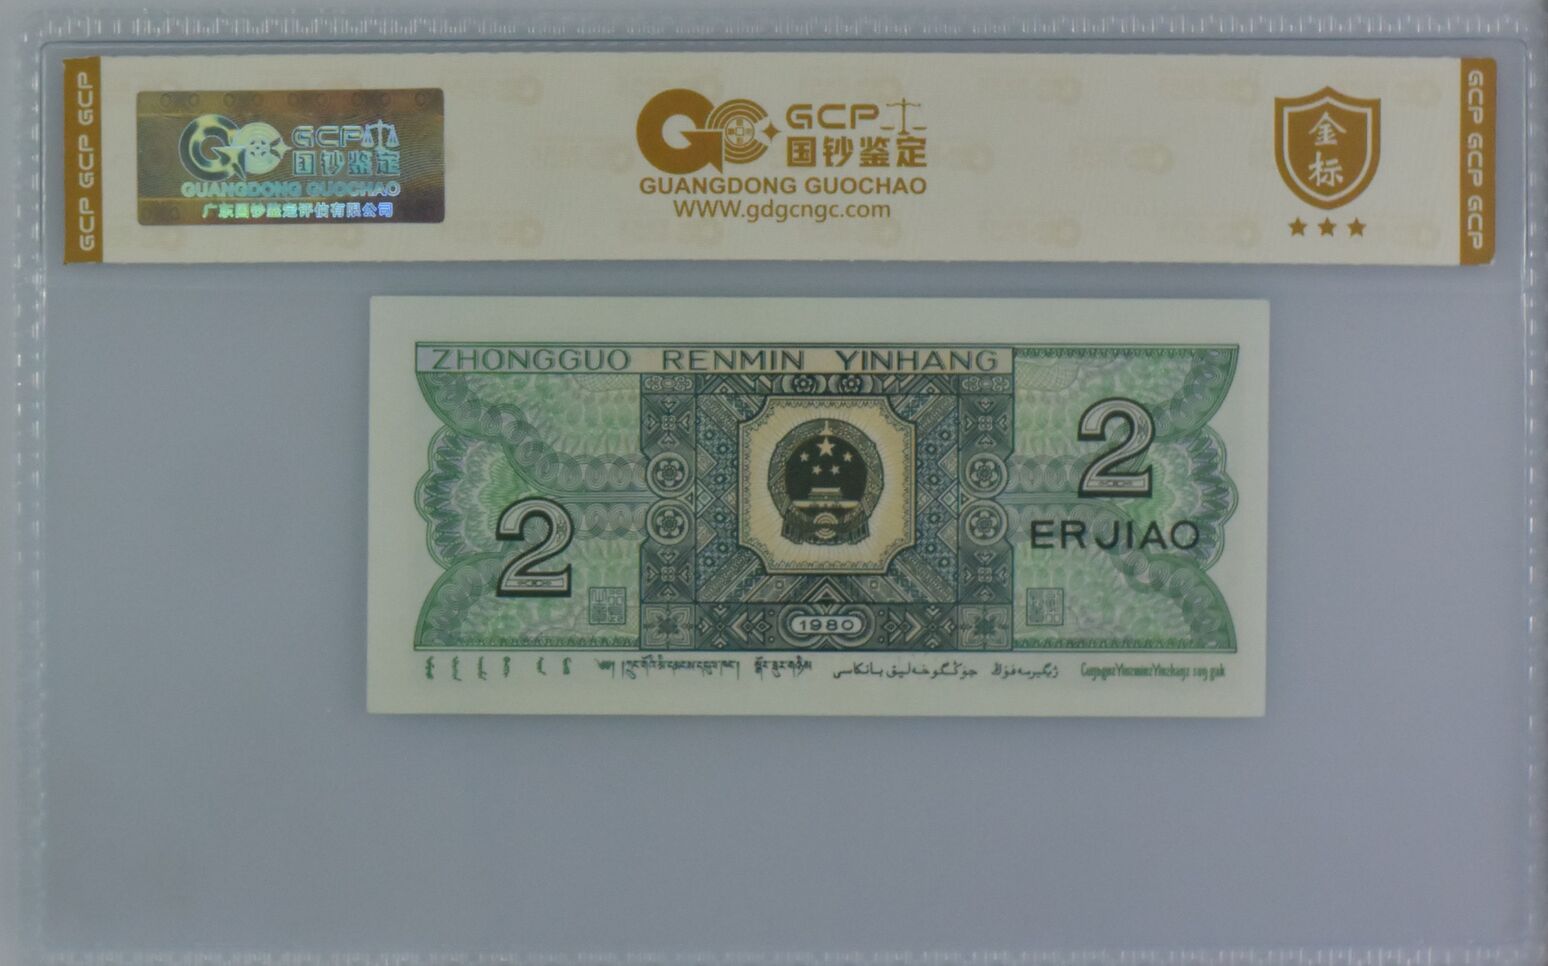 GCP GCP GCP
GCP
国钞鉴定
GUANGDONG GUOCHAO
广东国钞鉴定评估有限公司
GCP
国钞鉴定
GUANGDONG GUOCHAO
WWW.gdgcngc.com
金标
GCP GCP GCP
ZHONGGUO RENMIN YINHANG
2
ERJIAO
2
1980